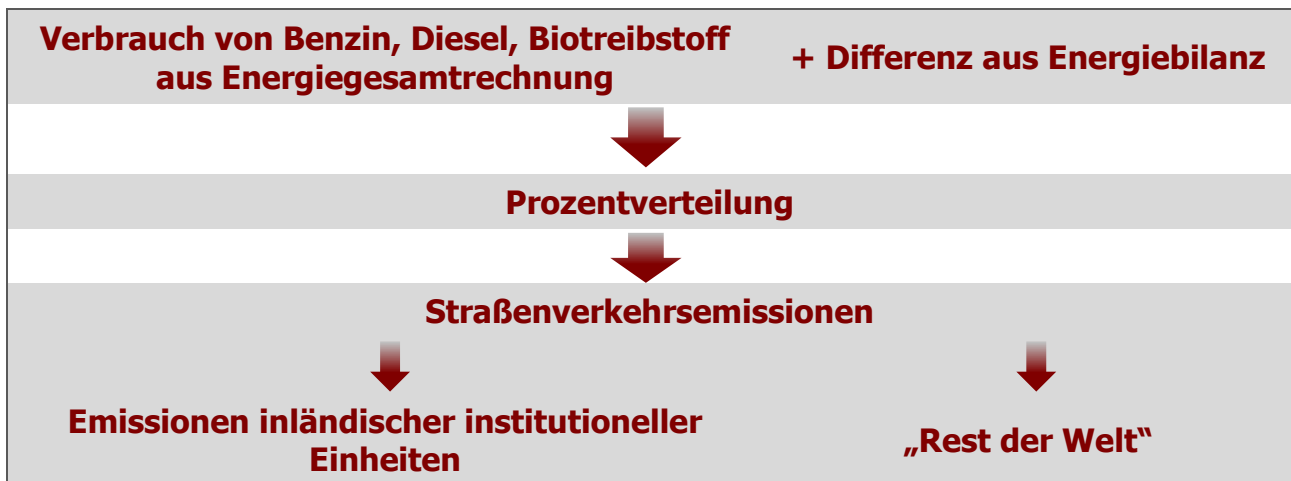 Verbrauch von Benzin, Diesel, Biotreibstoff
aus Energiegesamtrechnung
+ Differenz aus Energiebilanz
Prozentverteilung
Straßenverkehrsemissionen
Emissionen inländischer institutioneller
Einheiten
„Rest der Welt“